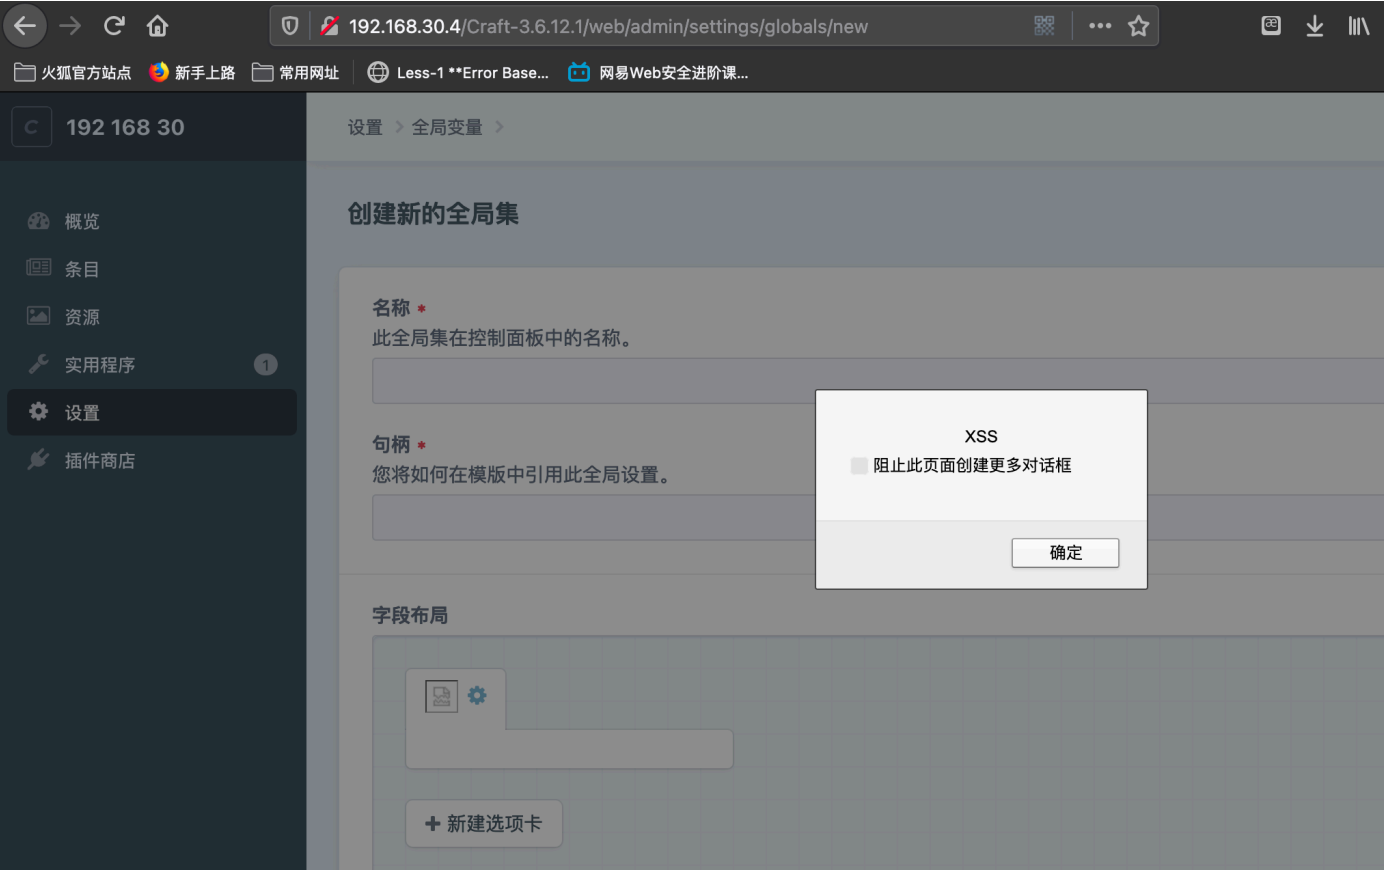 192.168.30.4/Craft-3.6.12.1/web/admin/settings/globals/new
火狐官方站点 新手上路 常用网址 Less-1 **Error Base... 网易Web安全进阶课...
C 192 168 30
设置 全局变量
概览
条目
资源
实用程序 1
设置
插件商店
创建新的全局集
名称 *
此全局集在控制面板中的名称。
句柄 *
您将如何在模版中引用此全局设置。
字段布局
+ 新建选项卡
XSS
阻止此页面创建更多对话框
确定